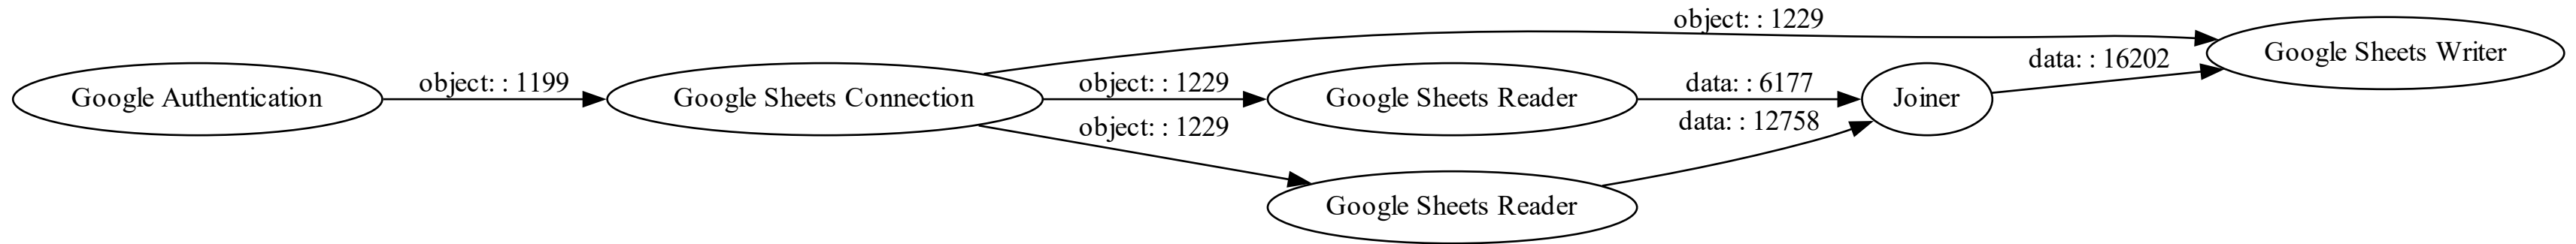 Google Authentication
object: : 1199
Google Sheets Connection
object: : 1229
object: : 1229
object: : 1229
Google Sheets Reader
Google Sheets Reader
data: : 6177
data: : 12758
Joiner
data: : 16202
Google Sheets Writer